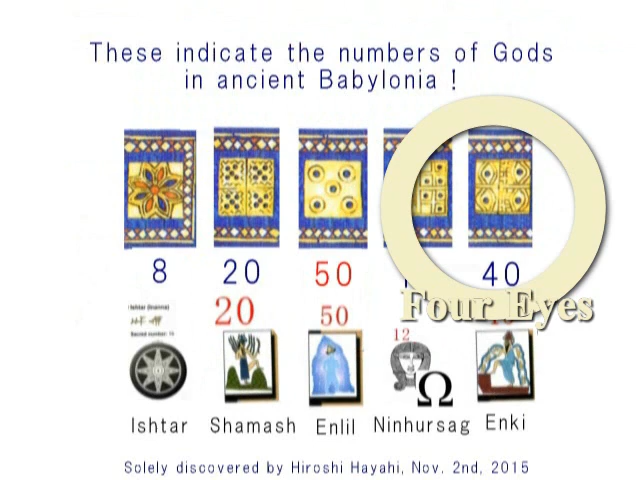 These indicate the numbers of Gods
in ancient Babylonia !
8 20 50 40
Four Eyes
20 50
12
Ω
Ishtar Shamash Enlil Ninhursag Enki
Solely discovered by Hiroshi Hayahi, Nov. 2nd, 2015